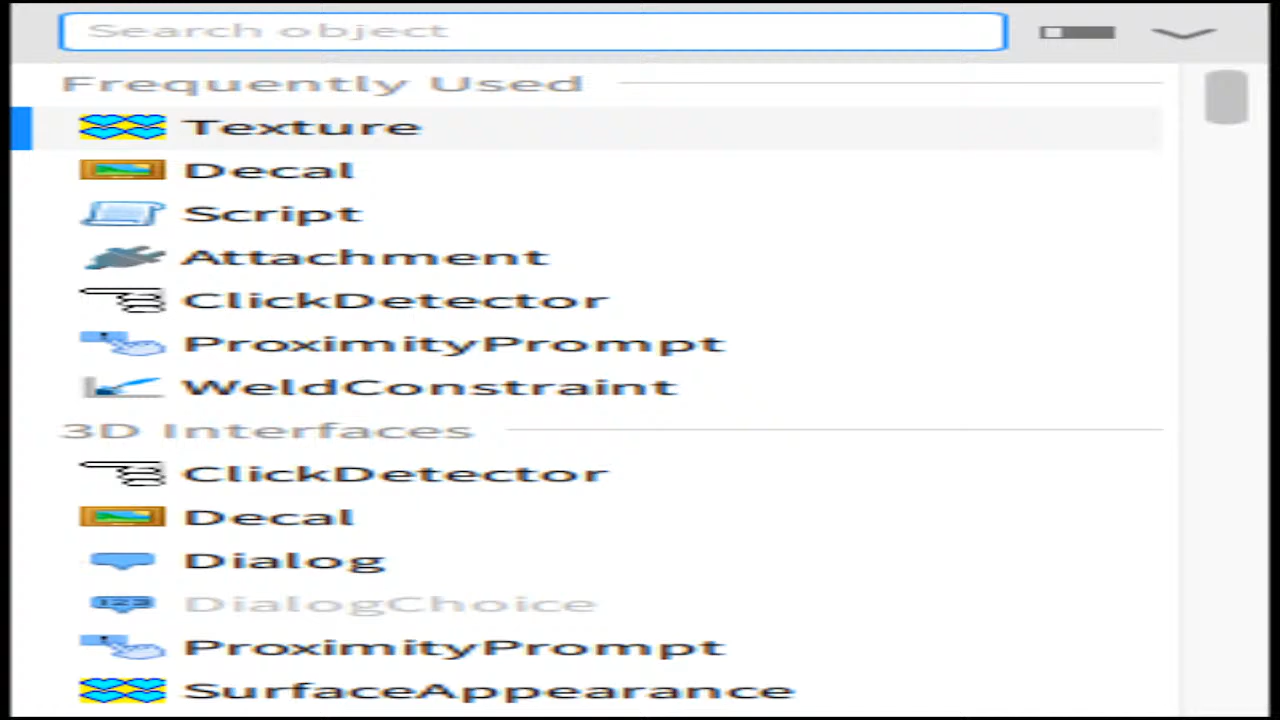 Search object
Frequently Used
Texture
Decal
Script
Attachment
ClickDetector
ProximityPrompt
WeldConstraint
3D Interfaces
ClickDetector
Decal
Dialog
123 DialogChoice
ProximityPrompt
SurfaceAppearance